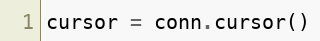 1 cursor = conn.cursor()